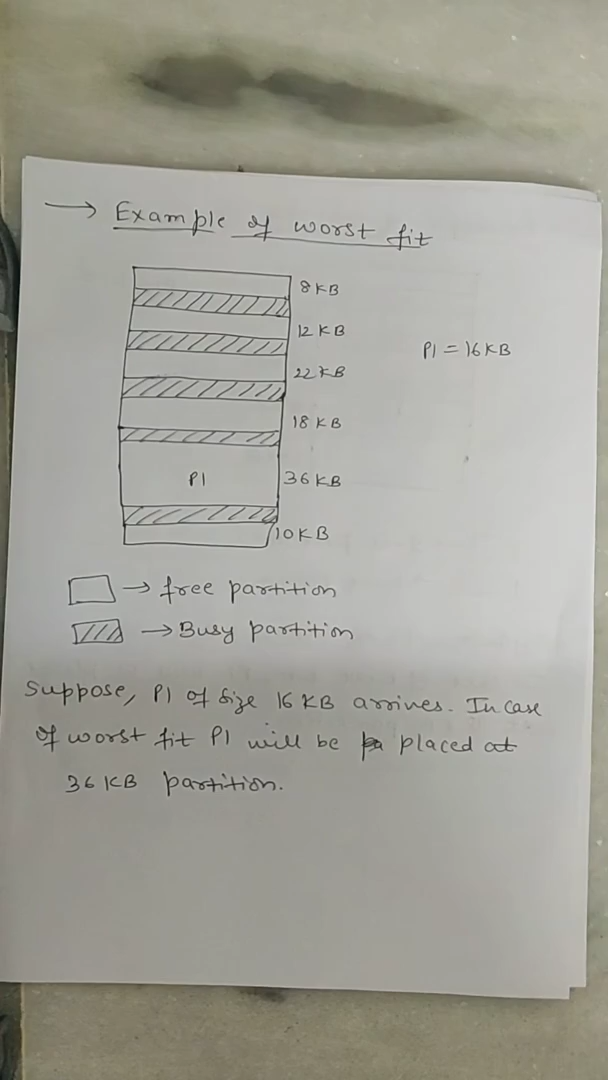 → Example of worst fit
8 KB
12 KB
P1 = 16 KB
22 KB
18 KB
P1 36 KB
10 KB
→ free partition
→ Busy partition
Suppose, P1 of size 16 KB arrives. In case
of worst fit P1 will be placed at
36 KB partition.